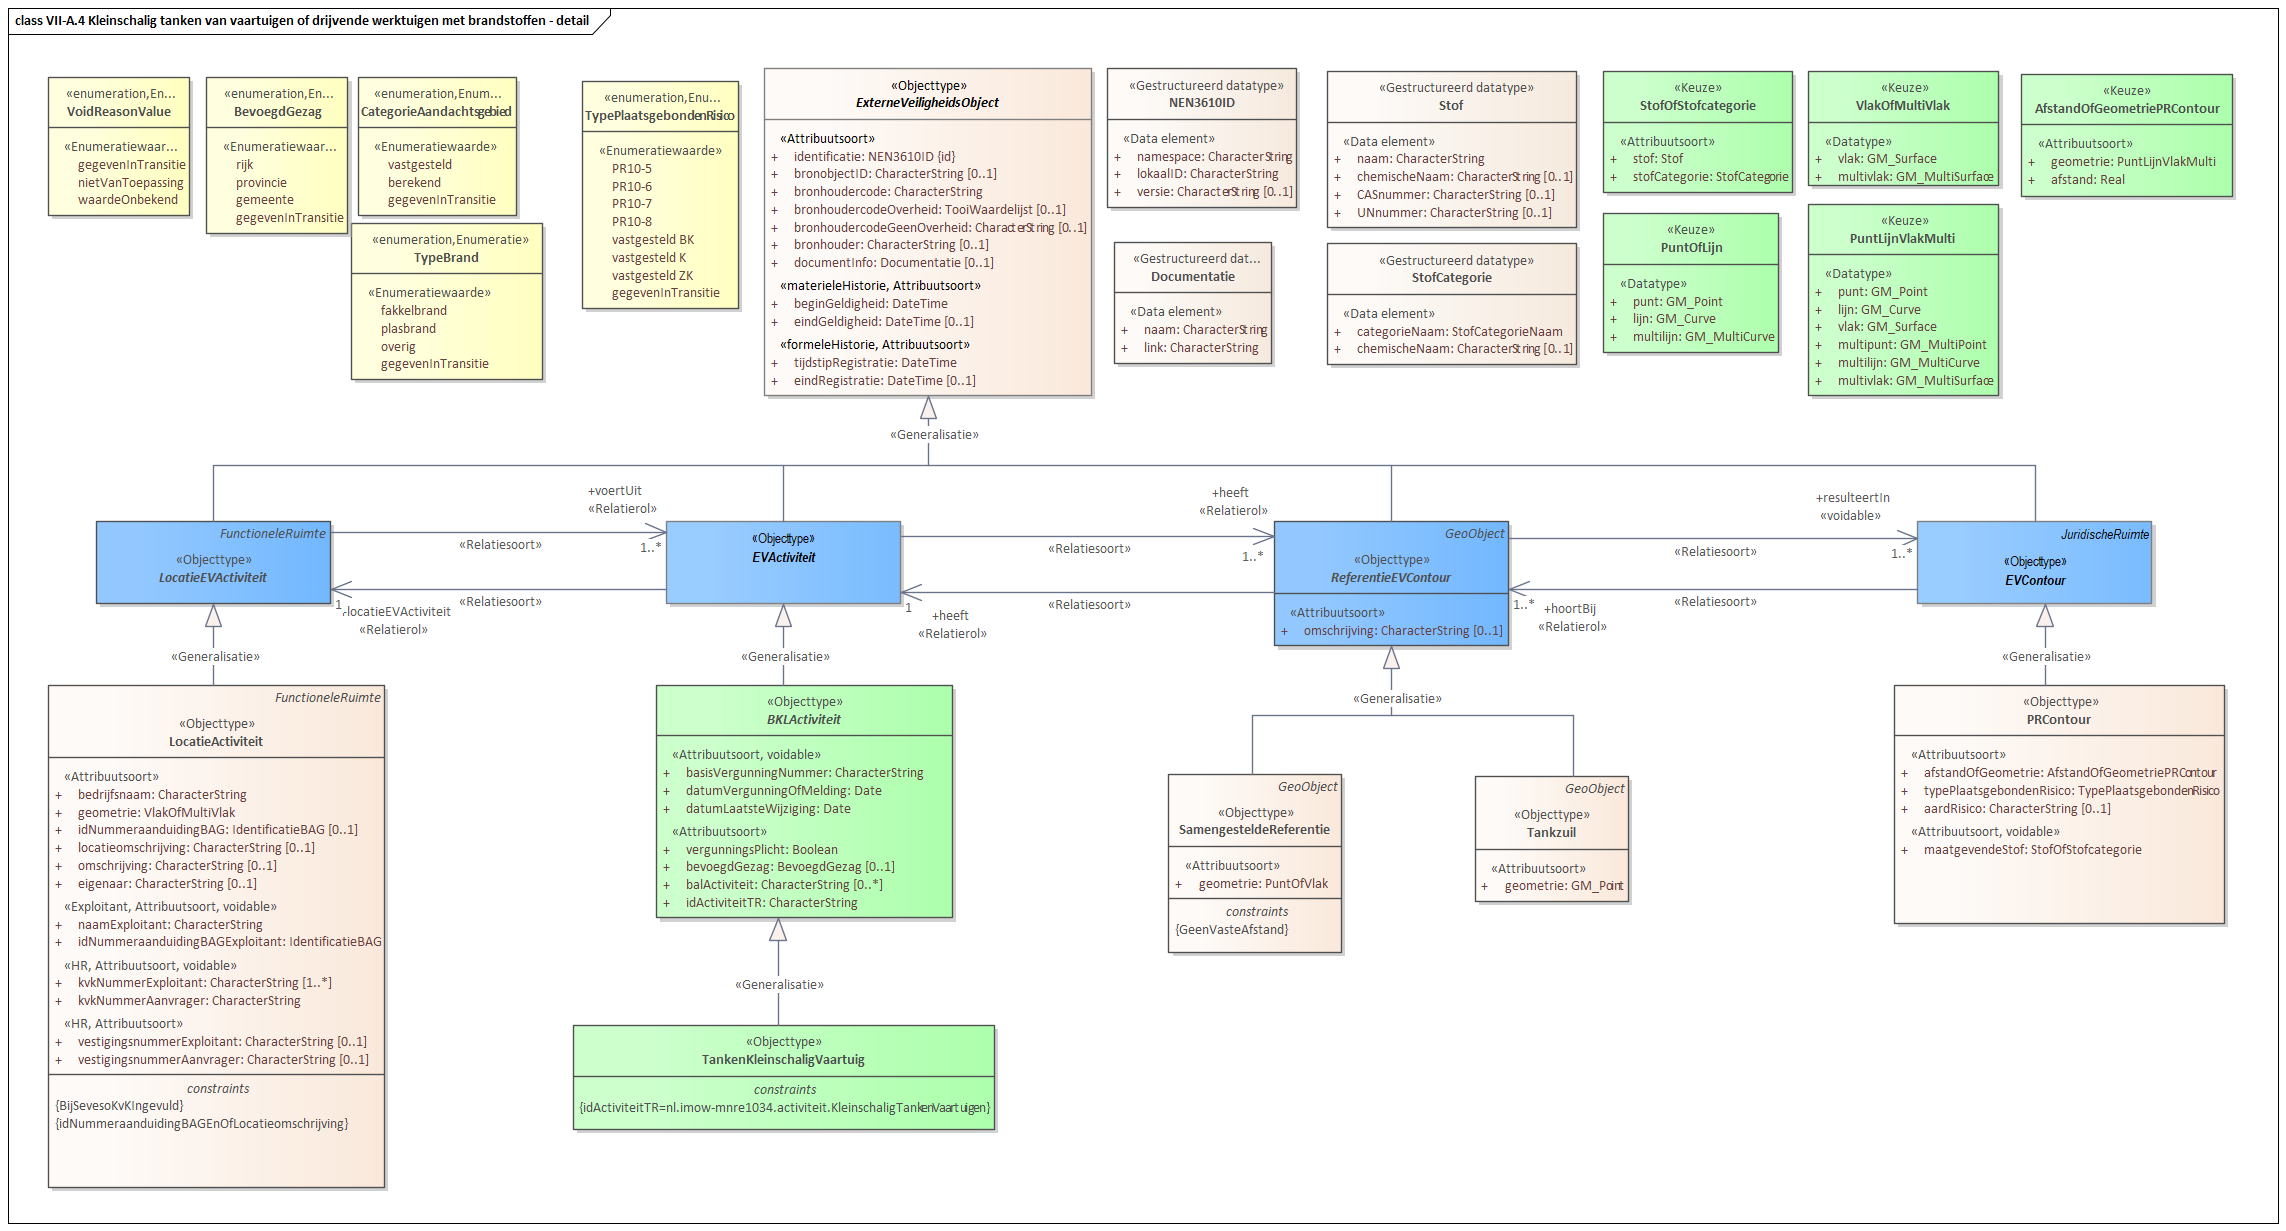 class VII-A.4 Kleinschalig tanken van vaartuigen of drijvende werktuigen met brandstoffen - detail
«enumeration,En...
VoidReasonValue
«Enumeratiewaar...
gegevenInTransitie
nietVanToepassing
waardeOnbekend
«enumeration,En...
BevoegdGezag
«Enumeratiewaar...
rijk
provincie
gemeente
gegevenInTransitie
«enumeration,Enum...
CategorieAandachtsgebied
«Enumeratiewaarde»
vastgesteld
berekend
gegevenInTransitie
«enumeration,Enumeratie»
TypeBrand
«Enumeratiewaarde»
fakkelbrand
plasbrand
overig
gegevenInTransitie
«enumeration,Enu...
TypePlaatsgebondenRisico
«Enumeratiewaarde»
PR10-5
PR10-6
PR10-7
PR10-8
vastgesteld BK
vastgesteld K
vastgesteld ZK
gegevenInTransitie
«Objecttype»
ExterneVeiligheidsObject
«Attribuutsoort»
+ identificatie: NEN3610ID {id}
+ bronobjectID: CharacterString [0..1]
+ bronhoudercode: CharacterString
+ bronhoudercodeOverheid: TooiWaardelijst [0..1]
+ bronhoudercodeGeenOverheid: CharacterString [0..1]
+ bronhouder: CharacterString [0..1]
+ documentInfo: Documentatie [0..1]
«materieleHistorie, Attribuutsoort»
+ beginGeldigheid: DateTime
+ eindGeldigheid: DateTime [0..1]
«formeleHistorie, Attribuutsoort»
+ tijdstipRegistratie: DateTime
+ eindRegistratie: DateTime [0..1]
«Gestructureerd datatype»
NEN3610ID
«Data element»
+ namespace: CharacterString
+ lokaalID: CharacterString
+ versie: CharacterString [0..1]
«Gestructureerd dat...
Documentatie
«Data element»
+ naam: CharacterString
+ link: CharacterString
«Gestructureerd datatype»
Stof
«Data element»
+ naam: CharacterString
+ chemischeNaam: CharacterString [0..1]
+ CASnummer: CharacterString [0..1]
+ UNnummer: CharacterString [0..1]
«Gestructureerd datatype»
StofCategorie
«Data element»
+ categorieNaam: StofCategorieNaam
+ chemischeNaam: CharacterString [0..1]
«Keuze»
StofOfStofcategorie
«Attribuutsoort»
+ stof: Stof
+ stofCategorie: StofCategorie
«Keuze»
PuntOfLijn
«Datatype»
+ punt: GM_Point
+ lijn: GM_Curve
+ multilijn: GM_MultiCurve
«Keuze»
VlakOfMultiVlak
«Datatype»
+ vlak: GM_Surface
+ multivlak: GM_MultiSurface
«Keuze»
PuntLijnVlakMulti
«Datatype»
+ punt: GM_Point
+ lijn: GM_Curve
+ vlak: GM_Surface
+ multipunt: GM_MultiPoint
+ multilijn: GM_MultiCurve
+ multivlak: GM_MultiSurface
«Keuze»
AfstandOfGeometriePRContour
«Attribuutsoort»
+ geometrie: PuntLijnVlakMulti
+ afstand: Real
«Generalisatie»
FunctioneleRuimte
«Objecttype»
LocatieEVActiviteit
+voertUit
«Relatierol»
«Relatiesoort»
1..*
«Relatiesoort»
1
+locatieEVActiviteit
«Relatierol»
«Objecttype»
EVActiviteit
+heeft
«Relatierol»
«Relatiesoort»
1..*
«Relatiesoort»
1
+heeft
«Relatierol»
GeoObject
«Objecttype»
ReferentieEVContour
«Attribuutsoort»
+ omschrijving: CharacterString [0..1]
+resulteertIn
«voidable»
«Relatiesoort»
1..*
«Relatiesoort»
1..*
+hoortBij
«Relatierol»
JuridischeRuimte
«Objecttype»
EVContour
«Generalisatie»
«Generalisatie»
«Generalisatie»
«Generalisatie»
FunctioneleRuimte
«Objecttype»
LocatieActiviteit
«Attribuutsoort»
+ bedrijfsnaam: CharacterString
+ geometrie: VlakOfMultiVlak
+ idNummeraanduidingBAG: IdentificatieBAG [0..1]
+ locatieomschrijving: CharacterString [0..1]
+ omschrijving: CharacterString [0..1]
+ eigenaar: CharacterString [0..1]
«Exploitant, Attribuutsoort, voidable»
+ naamExploitant: CharacterString
+ idNummeraanduidingBAGExploitant: IdentificatieBAG
«HR, Attribuutsoort, voidable»
+ kvkNummerExploitant: CharacterString [1..*]
+ kvkNummerAanvrager: CharacterString
«HR, Attribuutsoort»
+ vestigingsnummerExploitant: CharacterString [0..1]
+ vestigingsnummerAanvrager: CharacterString [0..1]
constraints
{BijSevesoKvKIngevuld}
{idNummeraanduidingBAGEnOfLocatieomschrijving}
«Objecttype»
BKLActiviteit
«Attribuutsoort, voidable»
+ basisVergunningNummer: CharacterString
+ datumVergunningOfMelding: Date
+ datumLaatsteWijziging: Date
«Attribuutsoort»
+ vergunningsPlicht: Boolean
+ bevoegdGezag: BevoegdGezag [0..1]
+ balActiviteit: CharacterString [0..*]
+ idActiviteitTR: CharacterString
«Generalisatie»
«Objecttype»
TankenKleinschaligVaartuig
constraints
{idActiviteitTR=nl.imow-mnre1034.activiteit.KleinschaligTankenVaartuigen}
GeoObject
«Objecttype»
SamengesteldeReferentie
«Attribuutsoort»
+ geometrie: PuntOfVlak
constraints
{GeenVasteAfstand}
GeoObject
«Objecttype»
Tankzuil
«Attribuutsoort»
+ geometrie: GM_Point
«Objecttype»
PRContour
«Attribuutsoort»
+ afstandOfGeometrie: AfstandOfGeometriePRContour
+ typePlaatsgebondenRisico: TypePlaatsgebondenRisico
+ aardRisico: CharacterString [0..1]
«Attribuutsoort, voidable»
+ maatgevendeStof: StofOfStofcategorie